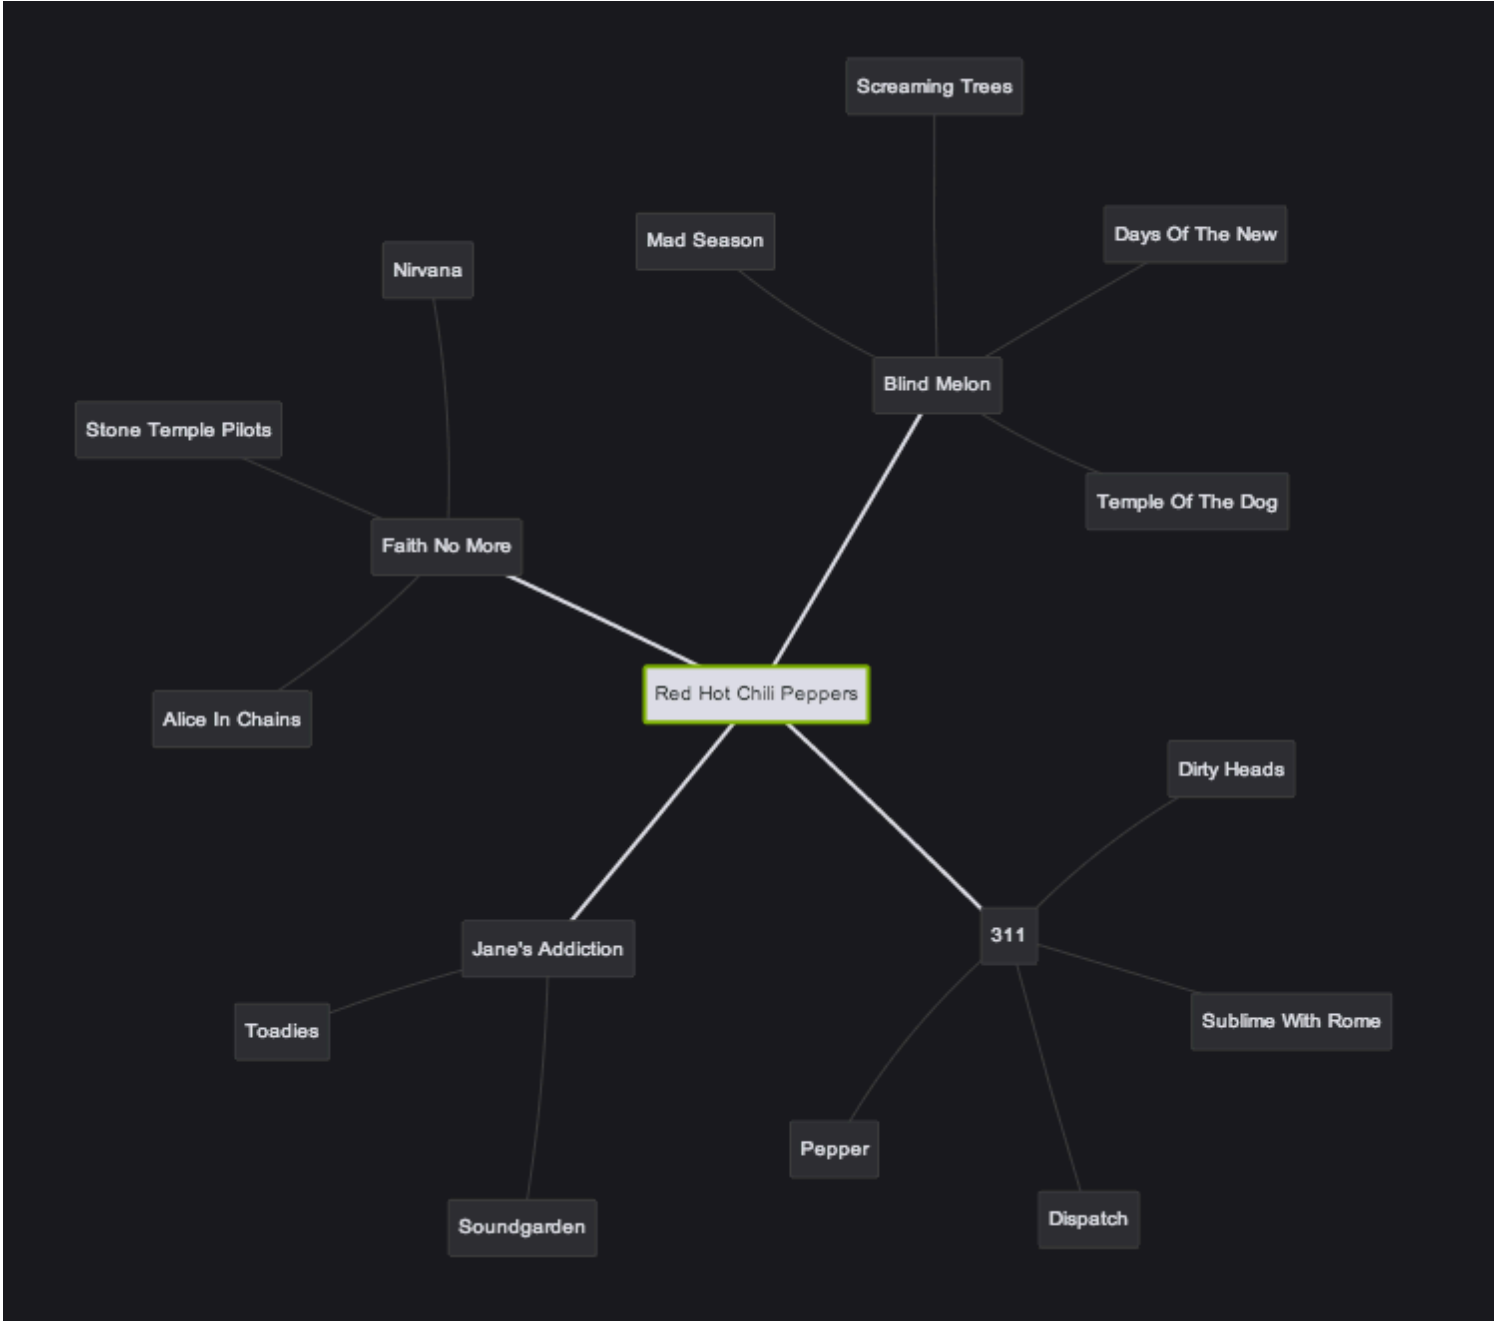 Screaming Trees
Mad Season
Days Of The New
Nirvana
Blind Melon
Stone Temple Pilots
Temple Of The Dog
Faith No More
Red Hot Chili Peppers
Alice In Chains
Dirty Heads
311
Jane's Addiction
Sublime With Rome
Toadies
Pepper
Dispatch
Soundgarden